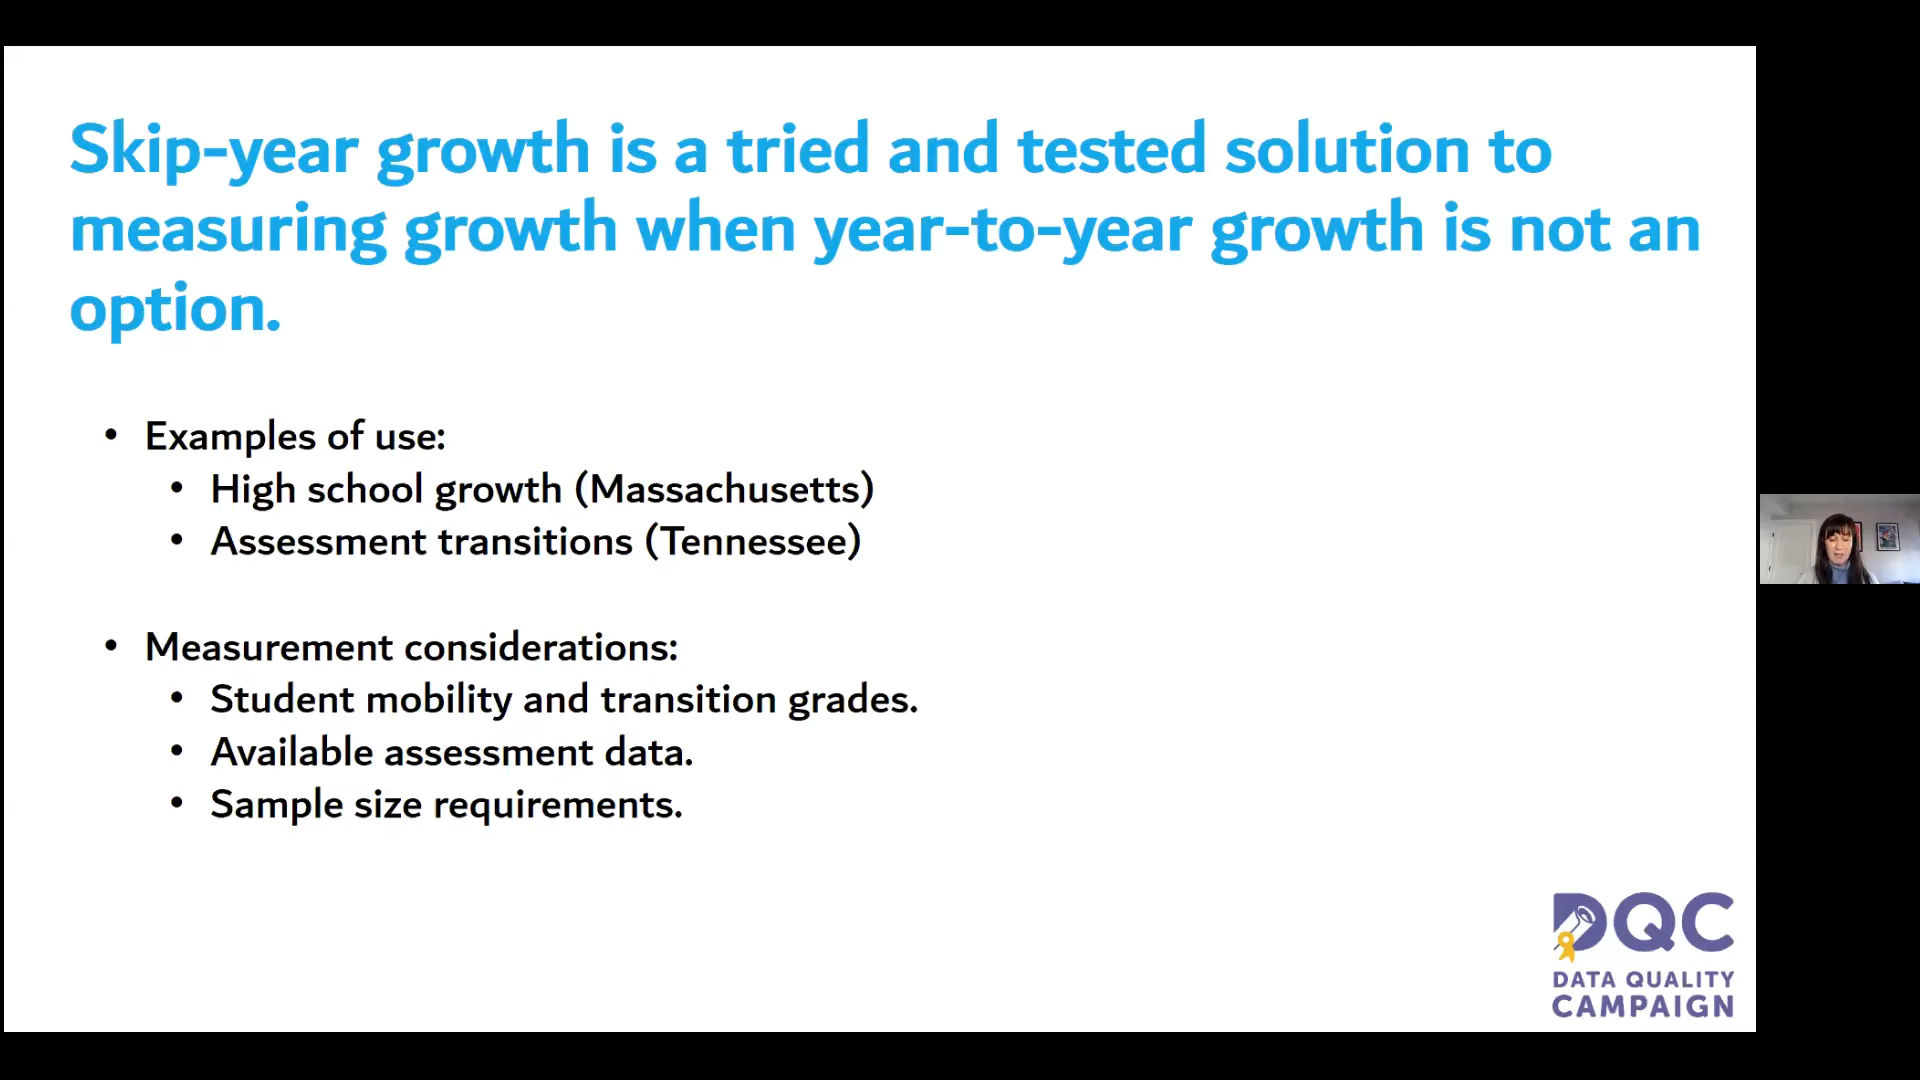 Skip-year growth is a tried and tested solution to
measuring growth when year-to-year growth is not an
option.
• Examples of use:
• High school growth (Massachusetts)
• Assessment transitions (Tennessee)
• Measurement considerations:
• Student mobility and transition grades.
• Available assessment data.
• Sample size requirements.
DQC
DATA QUALITY
CAMPAIGN